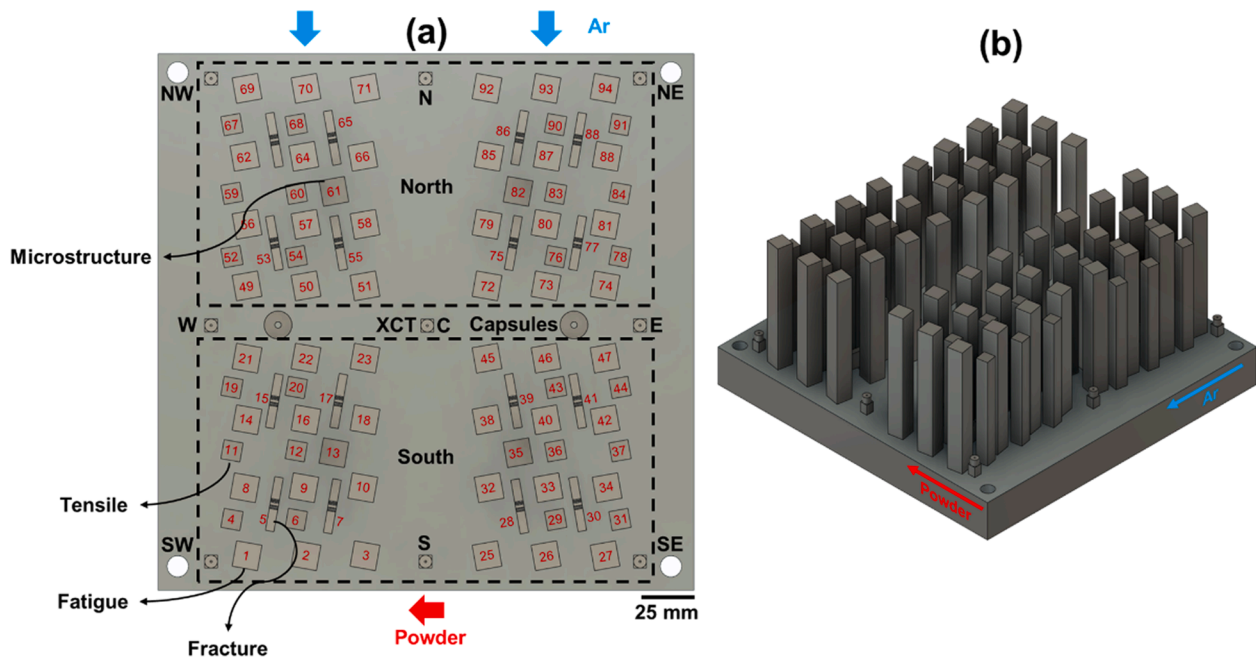 (a)
(b)
Ar
NW
69 70 71
N
92 93 94
NE
67 68 65
86 90 88 91
62 64 66
85 87 88
59 60 61
North
82 83 84
56 57 58
79 80 81
Microstructure
52 53 54 55
75 76 77 78
49 50 51
72 73 74
W
XCT C
Capsules
E
21 22 23
45 46 47
19 15 20 17
39 43 41 44
14 16 18
38 40 42
11 12 13
South
35 36 37
Tensile
8 9 10
32 33 34
4 5 6 7
28 29 30 31
SW
1 2 3
S
25 26 27
SE
Fatigue
Fracture
Powder
25 mm
Ar
Powder